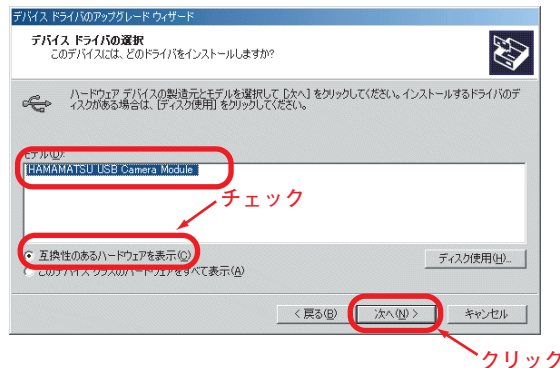 デバイス ドライバのアップグレード ウィザード
デバイス ドライバの選択
このデバイスには、どのドライバをインストールしますか?
ハードウェア デバイスの製造元とモデルを選択して [次へ] をクリックしてください。インストールするドライバのデ
ィスクがある場合は、[ディスク使用] をクリックしてください。
モデル(D):
HAMAMATSU USB Camera Module
チェック
互換性のあるハードウェアを表示(C)
このデバイス クラスのハードウェアをすべて表示(A)
ディスク使用(H)...
< 戻る(B)
次へ(N) >
キャンセル
クリック